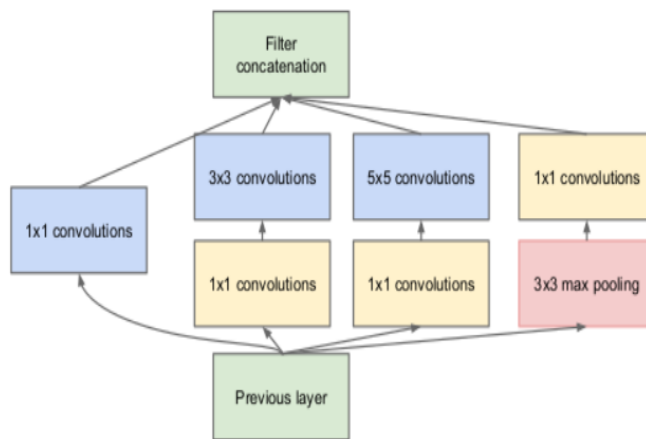 Filter
concatenation
3x3 convolutions
5x5 convolutions
1x1 convolutions
1x1 convolutions
1x1 convolutions
1x1 convolutions
3x3 max pooling
Previous layer